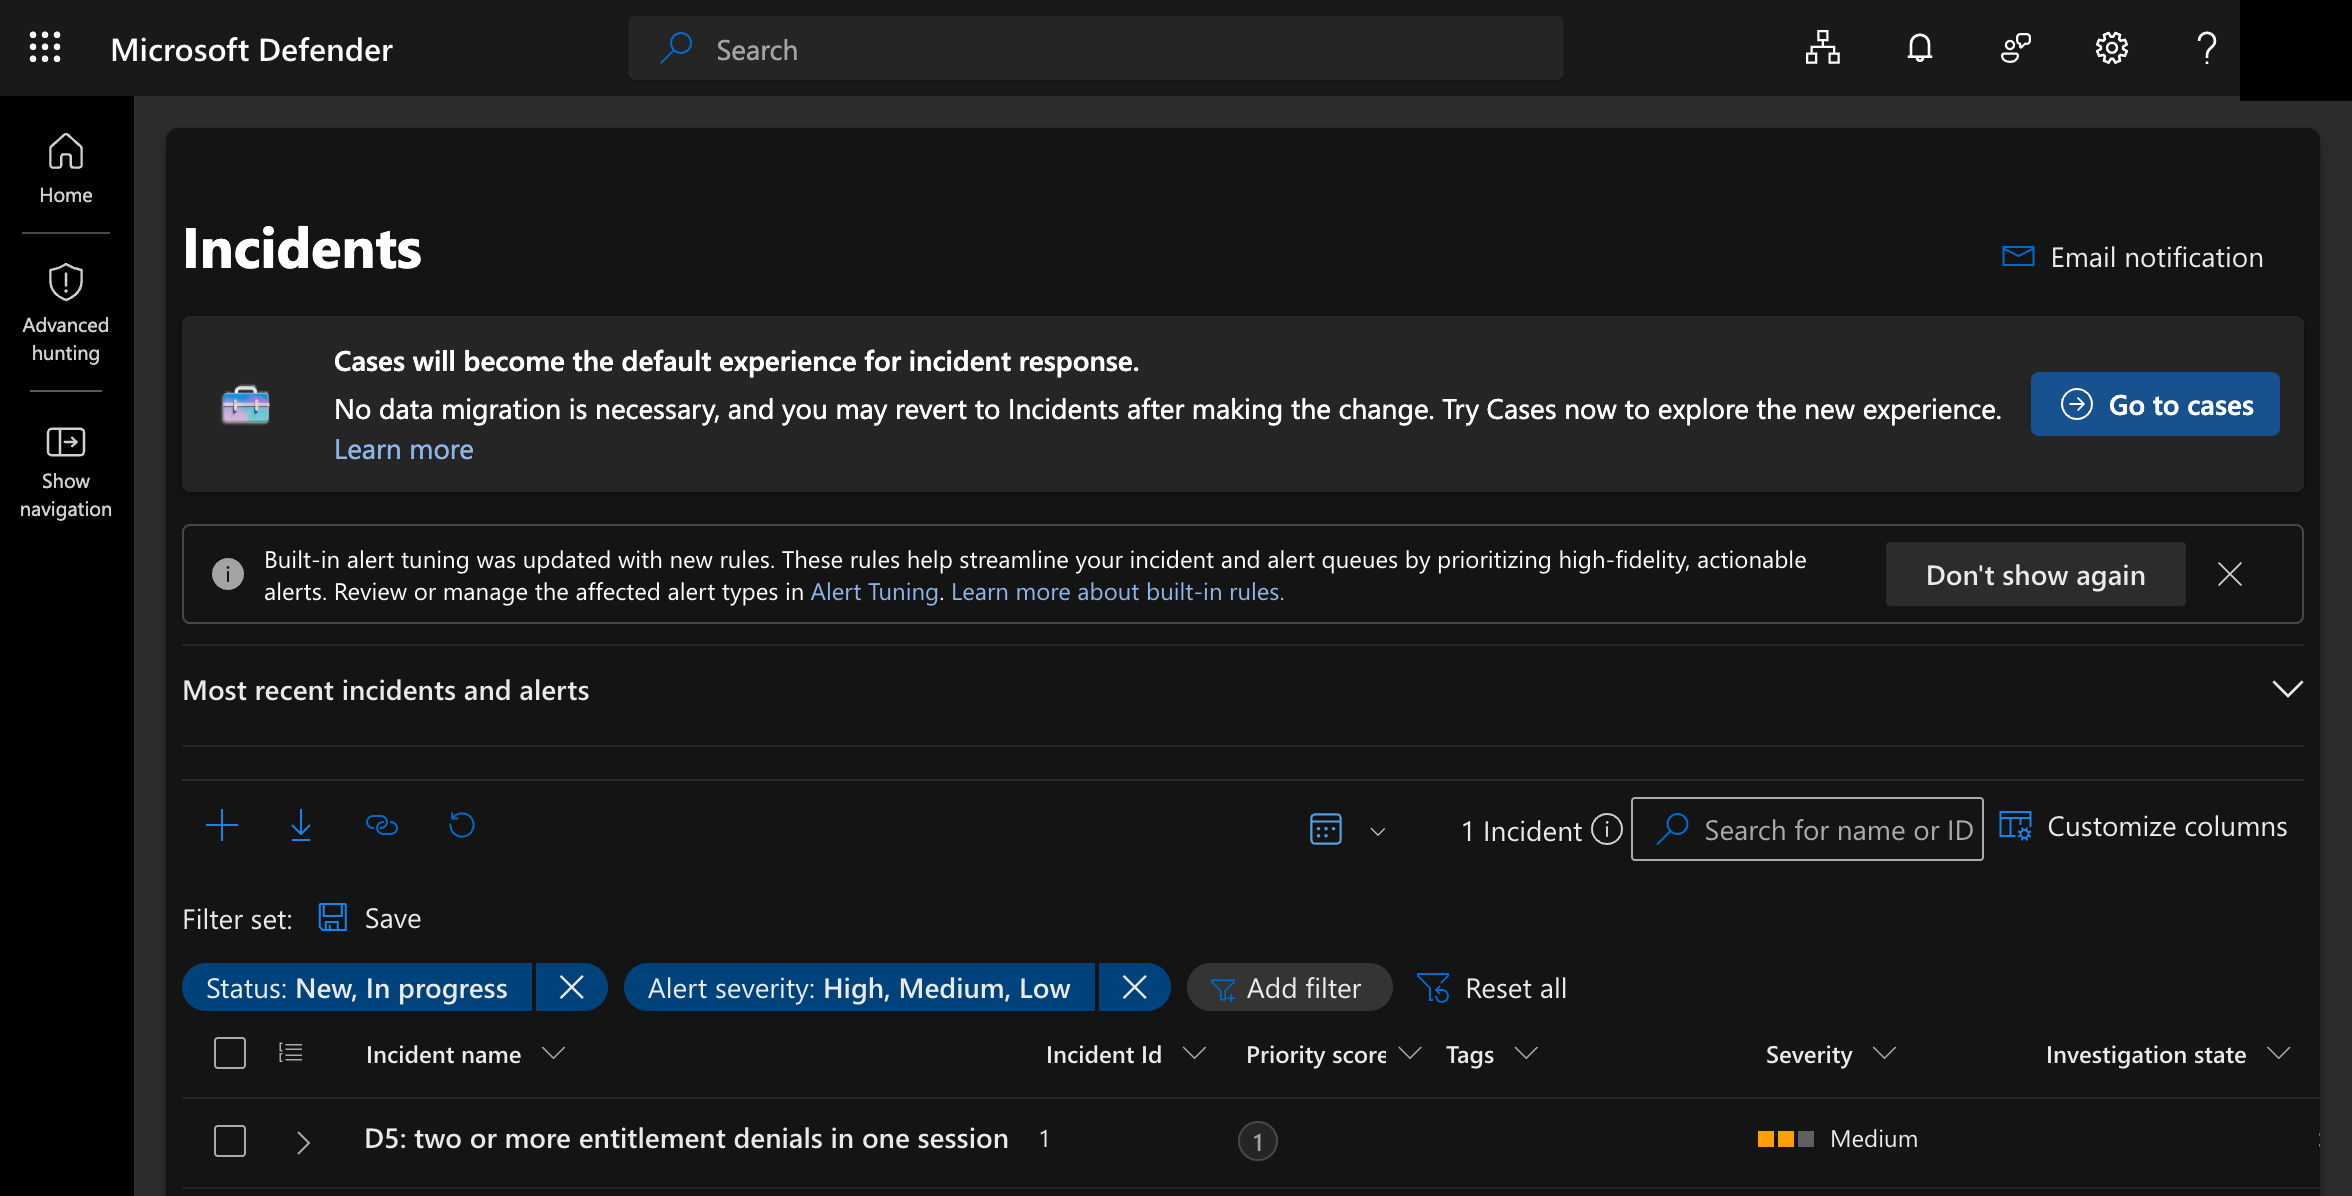 Microsoft Defender
Search
Home
Advanced
hunting
Show
navigation
Incidents
Email notification
Cases will become the default experience for incident response.
No data migration is necessary, and you may revert to Incidents after making the change. Try Cases now to explore the new experience.
Learn more
Go to cases
Built-in alert tuning was updated with new rules. These rules help streamline your incident and alert queues by prioritizing high-fidelity, actionable
alerts. Review or manage the affected alert types in Alert Tuning. Learn more about built-in rules.
Don't show again
Most recent incidents and alerts
1 Incident
Search for name or ID
Customize columns
Filter set: Save
Status: New, In progress
Alert severity: High, Medium, Low
Add filter
Reset all
Incident name Incident Id Priority score Tags Severity Investigation state
D5: two or more entitlement denials in one session 1 1 Medium